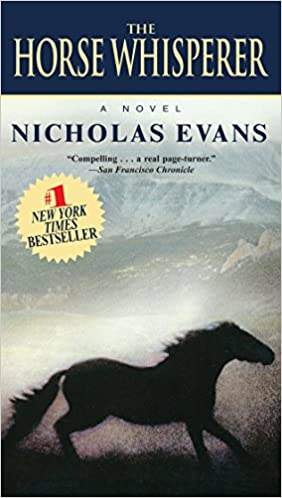 THE
HORSE WHISPERER
A NOVEL
NICHOLAS EVANS
“Compelling . . . a real page-turner.”
—San Francisco Chronicle
#1
NEW YORK
TIMES
BESTSELLER